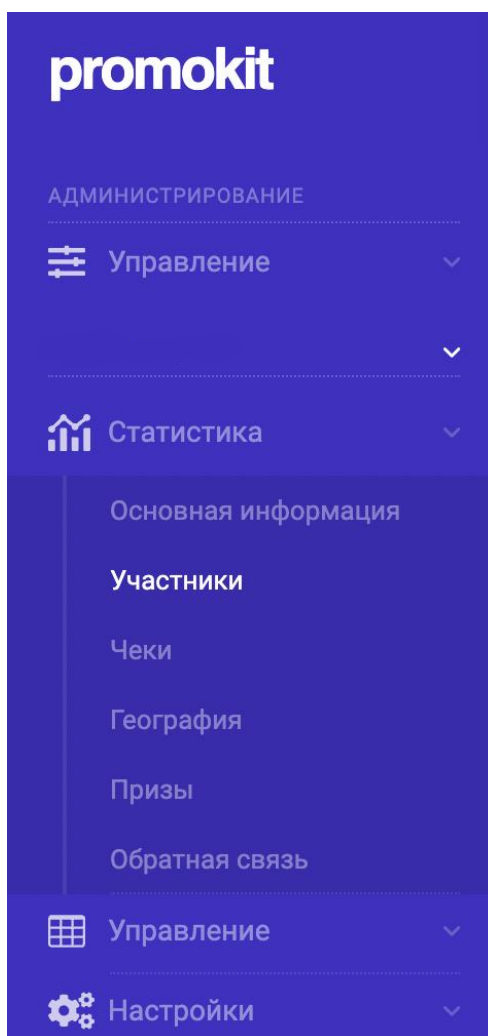 promokit
АДМИНИСТРИРОВАНИЕ
Управление
Статистика
Основная информация
Участники
Чеки
География
Призы
Обратная связь
Управление
Настройки